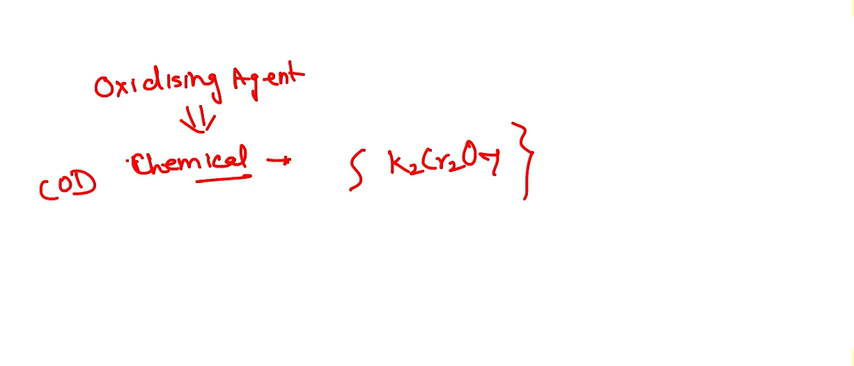 Oxidising Agent
⇓
COD Chemical → { K₂Cr₂O₇ }